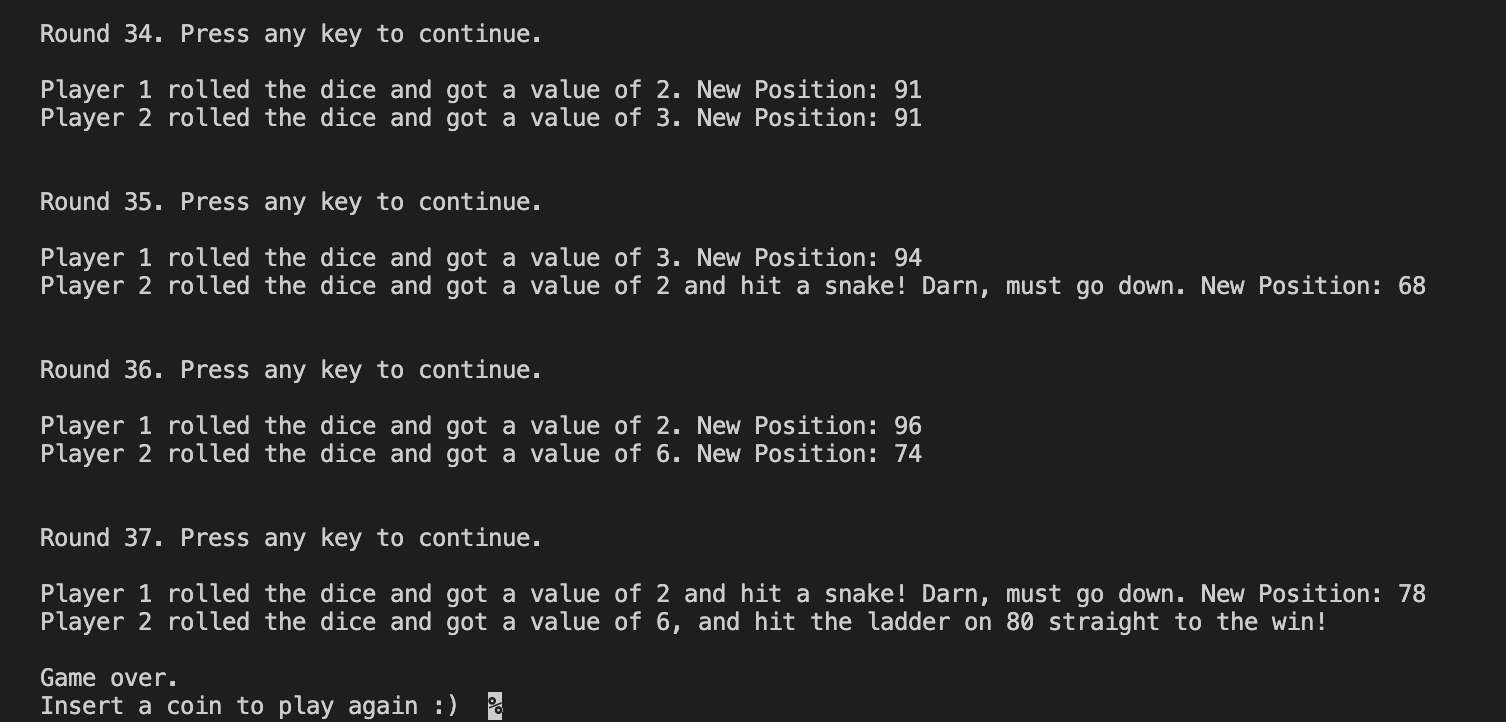 Round 34. Press any key to continue.
Player 1 rolled the dice and got a value of 2. New Position: 91
Player 2 rolled the dice and got a value of 3. New Position: 91
Round 35. Press any key to continue.
Player 1 rolled the dice and got a value of 3. New Position: 94
Player 2 rolled the dice and got a value of 2 and hit a snake! Darn, must go down. New Position: 68
Round 36. Press any key to continue.
Player 1 rolled the dice and got a value of 2. New Position: 96
Player 2 rolled the dice and got a value of 6. New Position: 74
Round 37. Press any key to continue.
Player 1 rolled the dice and got a value of 2 and hit a snake! Darn, must go down. New Position: 78
Player 2 rolled the dice and got a value of 6, and hit the ladder on 80 straight to the win!
Game over.
Insert a coin to play again :)  %